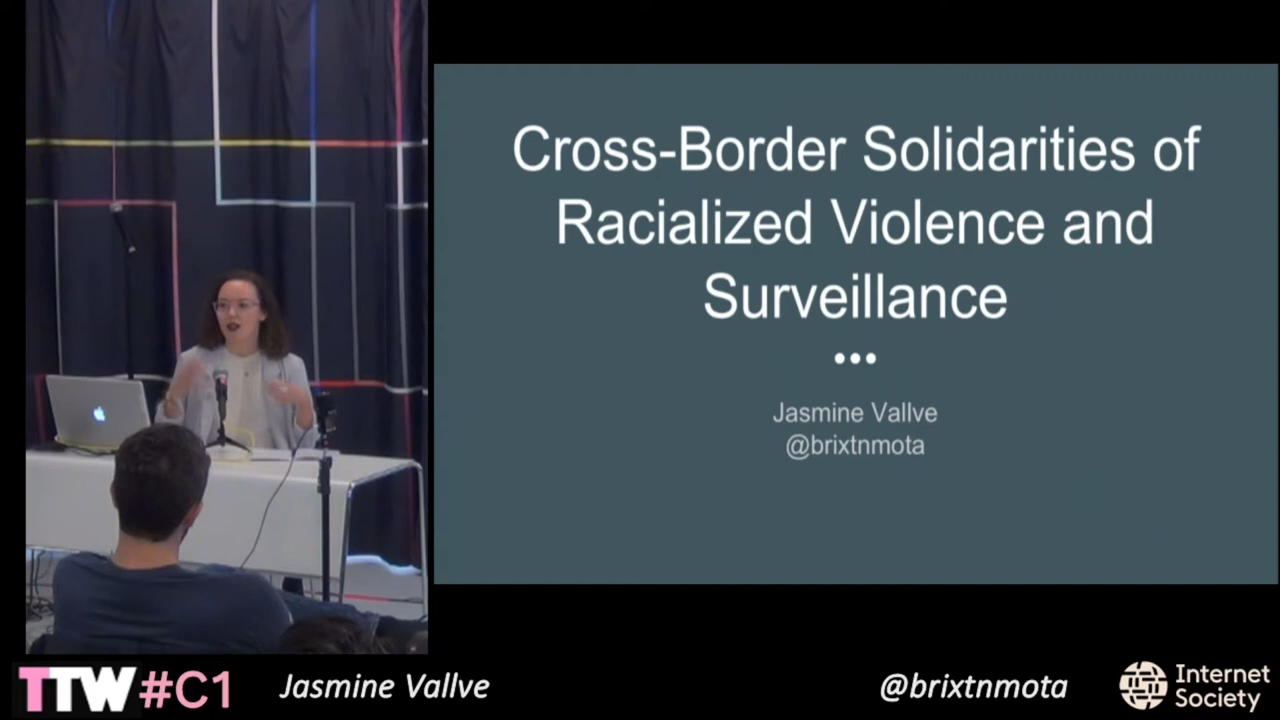 Cross-Border Solidarities of
Racialized Violence and
Surveillance
Jasmine Vallve
@brixtnmota
TTW#C1
Jasmine Vallve
@brixtnmota
Internet
Society